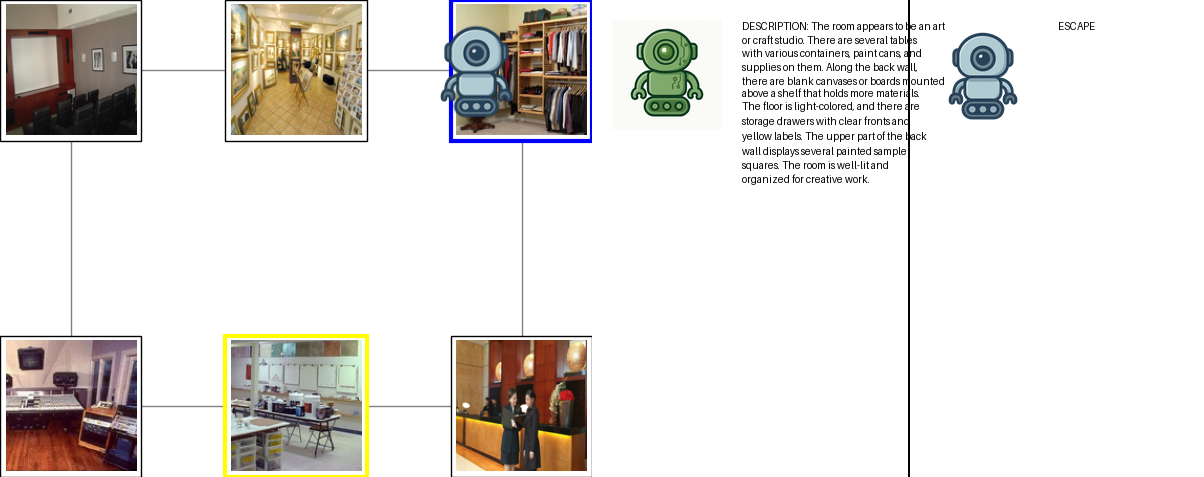 DESCRIPTION: The room appears to be an art
or craft studio. There are several tables
with various containers, paint cans, and
supplies on them. Along the back wall,
there are blank canvases or boards mounted
above a shelf that holds more materials.
The floor is light-colored, and there are
storage drawers with clear fronts and
yellow labels. The upper part of the back
wall displays several painted sample
squares. The room is well-lit and
organized for creative work.
ESCAPE